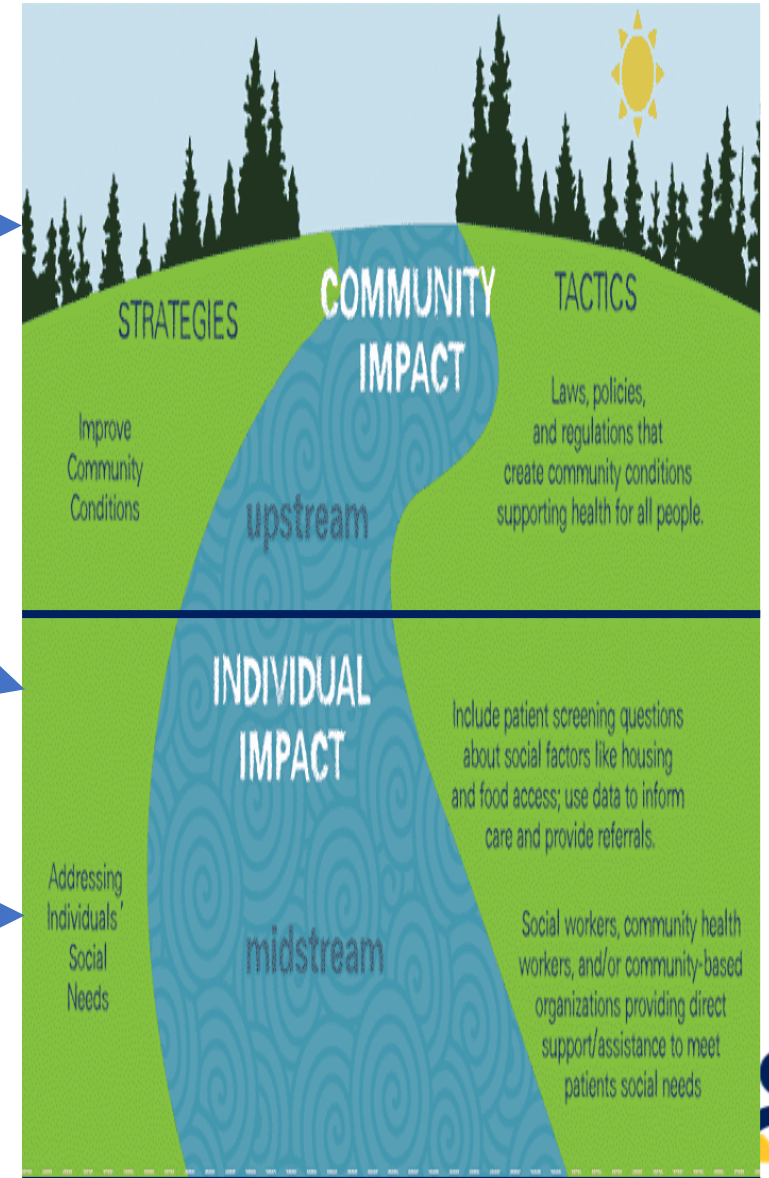 STRATEGIES
COMMUNITY
IMPACT
TACTICS
Improve
Community
Conditions
upstream
Laws, policies,
and regulations that
create community conditions
supporting health for all people.
INDIVIDUAL
IMPACT
Include patient screening questions
about social factors like housing
and food access; use data to inform
care and provide referrals.
Addressing
Individuals'
Social
Needs
midstream
Social workers, community health
workers, and/or community-based
organizations providing direct
support/assistance to meet
patients social needs